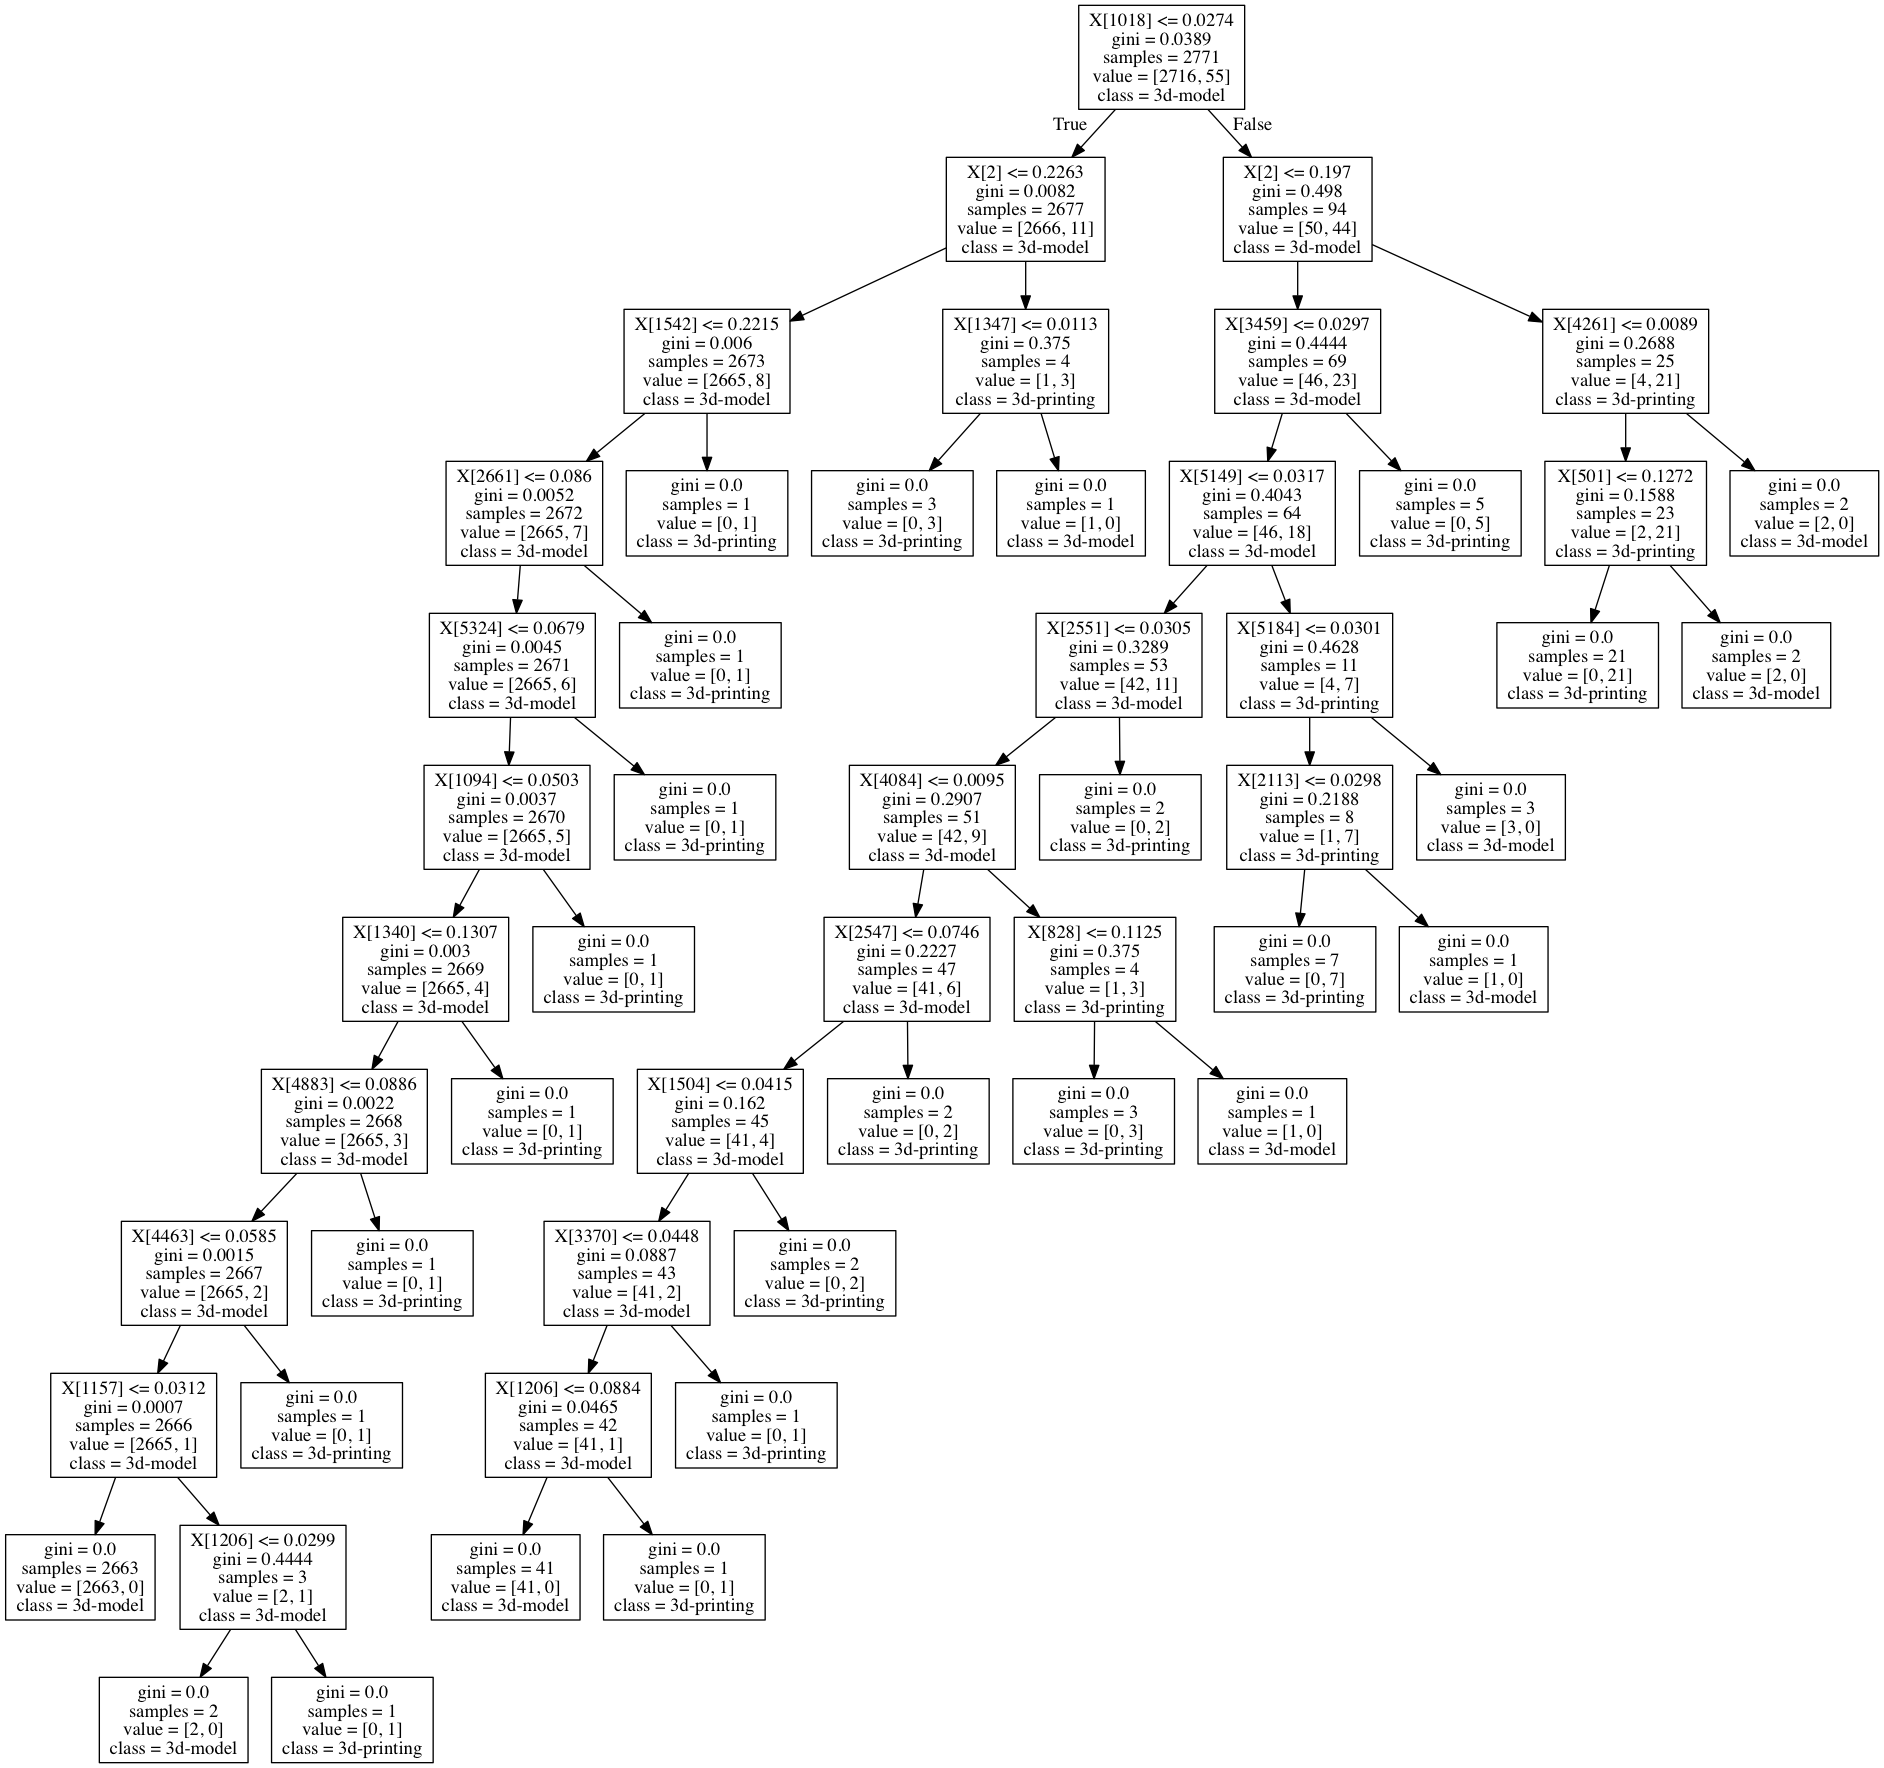 X[1018] <= 0.0274
gini = 0.0389
samples = 2771
value = [2716, 55]
class = 3d-model
True
False
X[2] <= 0.2263
gini = 0.0082
samples = 2677
value = [2666, 11]
class = 3d-model
X[2] <= 0.197
gini = 0.498
samples = 94
value = [50, 44]
class = 3d-model
X[1542] <= 0.2215
gini = 0.006
samples = 2673
value = [2665, 8]
class = 3d-model
X[1347] <= 0.0113
gini = 0.375
samples = 4
value = [1, 3]
class = 3d-printing
X[3459] <= 0.0297
gini = 0.4444
samples = 69
value = [46, 23]
class = 3d-model
X[4261] <= 0.0089
gini = 0.2688
samples = 25
value = [4, 21]
class = 3d-printing
X[2661] <= 0.086
gini = 0.0052
samples = 2672
value = [2665, 7]
class = 3d-model
gini = 0.0
samples = 1
value = [0, 1]
class = 3d-printing
gini = 0.0
samples = 3
value = [0, 3]
class = 3d-printing
gini = 0.0
samples = 1
value = [1, 0]
class = 3d-model
X[5149] <= 0.0317
gini = 0.4043
samples = 64
value = [46, 18]
class = 3d-model
gini = 0.0
samples = 5
value = [0, 5]
class = 3d-printing
X[501] <= 0.1272
gini = 0.1588
samples = 23
value = [2, 21]
class = 3d-printing
gini = 0.0
samples = 2
value = [2, 0]
class = 3d-model
X[5324] <= 0.0679
gini = 0.0045
samples = 2671
value = [2665, 6]
class = 3d-model
gini = 0.0
samples = 1
value = [0, 1]
class = 3d-printing
X[2551] <= 0.0305
gini = 0.3289
samples = 53
value = [42, 11]
class = 3d-model
X[5184] <= 0.0301
gini = 0.4628
samples = 11
value = [4, 7]
class = 3d-printing
gini = 0.0
samples = 21
value = [0, 21]
class = 3d-printing
gini = 0.0
samples = 2
value = [2, 0]
class = 3d-model
X[1094] <= 0.0503
gini = 0.0037
samples = 2670
value = [2665, 5]
class = 3d-model
gini = 0.0
samples = 1
value = [0, 1]
class = 3d-printing
X[4084] <= 0.0095
gini = 0.2907
samples = 51
value = [42, 9]
class = 3d-model
gini = 0.0
samples = 2
value = [0, 2]
class = 3d-printing
X[2113] <= 0.0298
gini = 0.2188
samples = 8
value = [1, 7]
class = 3d-printing
gini = 0.0
samples = 3
value = [3, 0]
class = 3d-model
X[1340] <= 0.1307
gini = 0.003
samples = 2669
value = [2665, 4]
class = 3d-model
gini = 0.0
samples = 1
value = [0, 1]
class = 3d-printing
X[2547] <= 0.0746
gini = 0.2227
samples = 47
value = [41, 6]
class = 3d-model
X[828] <= 0.1125
gini = 0.375
samples = 4
value = [1, 3]
class = 3d-printing
gini = 0.0
samples = 7
value = [0, 7]
class = 3d-printing
gini = 0.0
samples = 1
value = [1, 0]
class = 3d-model
X[4883] <= 0.0886
gini = 0.0022
samples = 2668
value = [2665, 3]
class = 3d-model
gini = 0.0
samples = 1
value = [0, 1]
class = 3d-printing
X[1504] <= 0.0415
gini = 0.162
samples = 45
value = [41, 4]
class = 3d-model
gini = 0.0
samples = 2
value = [0, 2]
class = 3d-printing
gini = 0.0
samples = 3
value = [0, 3]
class = 3d-printing
gini = 0.0
samples = 1
value = [1, 0]
class = 3d-model
X[4463] <= 0.0585
gini = 0.0015
samples = 2667
value = [2665, 2]
class = 3d-model
gini = 0.0
samples = 1
value = [0, 1]
class = 3d-printing
X[3370] <= 0.0448
gini = 0.0887
samples = 43
value = [41, 2]
class = 3d-model
gini = 0.0
samples = 2
value = [0, 2]
class = 3d-printing
X[1157] <= 0.0312
gini = 0.0007
samples = 2666
value = [2665, 1]
class = 3d-model
gini = 0.0
samples = 1
value = [0, 1]
class = 3d-printing
X[1206] <= 0.0884
gini = 0.0465
samples = 42
value = [41, 1]
class = 3d-model
gini = 0.0
samples = 1
value = [0, 1]
class = 3d-printing
gini = 0.0
samples = 2663
value = [2663, 0]
class = 3d-model
X[1206] <= 0.0299
gini = 0.4444
samples = 3
value = [2, 1]
class = 3d-model
gini = 0.0
samples = 41
value = [41, 0]
class = 3d-model
gini = 0.0
samples = 1
value = [0, 1]
class = 3d-printing
gini = 0.0
samples = 2
value = [2, 0]
class = 3d-model
gini = 0.0
samples = 1
value = [0, 1]
class = 3d-printing